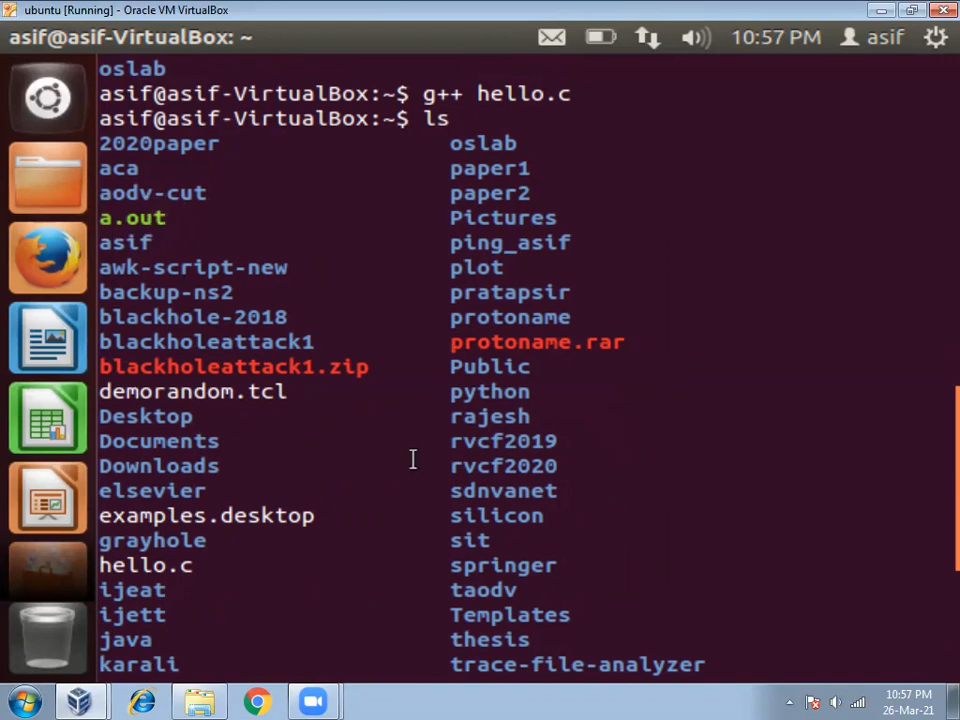 ubuntu [Running] - Oracle VM VirtualBox
asif@asif-VirtualBox: ~ 10:57 PM asif
oslab
asif@asif-VirtualBox:~$ g++ hello.c
asif@asif-VirtualBox:~$ ls
2020paper oslab
aca paper1
aodv-cut paper2
a.out Pictures
asif ping_asif
awk-script-new plot
backup-ns2 pratapsir
blackhole-2018 protoname
blackholeattack1 protoname.rar
blackholeattack1.zip Public
demorandom.tcl python
Desktop rajesh
Documents rvcf2019
Downloads rvcf2020
elsevier sdnvanet
examples.desktop silicon
grayhole sit
hello.c springer
ijeat taodv
ijett Templates
java thesis
karali trace-file-analyzer
10:57 PM
26-Mar-21